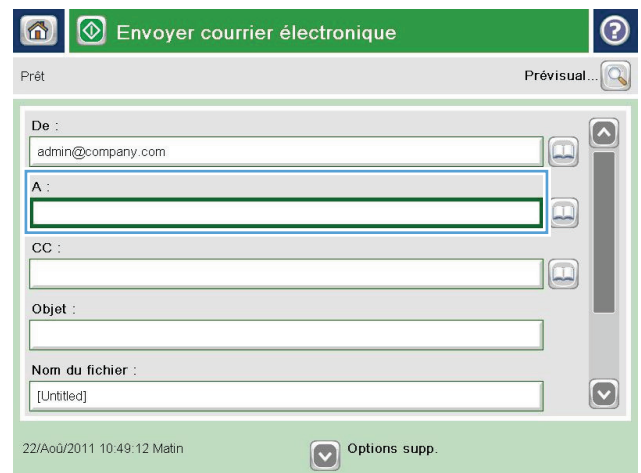 Envoyer courrier électronique
Prêt
Prévisual...
De :
admin@company.com
A :
CC :
Objet :
Nom du fichier :
[Untitled]
22/Aoû/2011 10:49:12 Matin
Options supp.